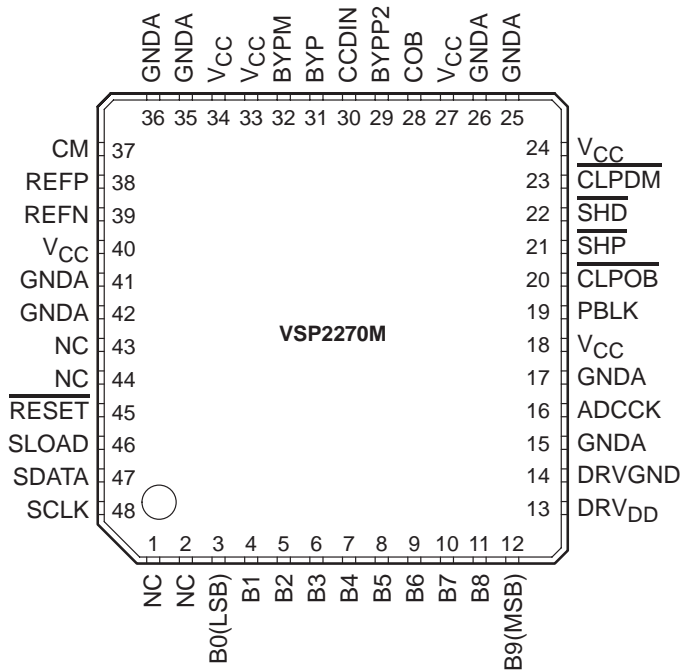 GNDA
GNDA
VCC
VCC
BYPM
BYP
CCDIN
BYPP2
COB
VCC
GNDA
GNDA
36 35 34 33 32 31 30 29 28 27 26 25
CM 37
REFP 38
REFN 39
VCC 40
GNDA 41
GNDA 42
NC 43
NC 44
RESET 45
SLOAD 46
SDATA 47
SCLK 48
VSP2270M
24 VCC
23 CLPDM
22 SHD
21 SHP
20 CLPOB
19 PBLK
18 VCC
17 GNDA
16 ADCCK
15 GNDA
14 DRVGND
13 DRVDD
1 2 3 4 5 6 7 8 9 10 11 12
NC
NC
B0(LSB)
B1
B2
B3
B4
B5
B6
B7
B8
B9(MSB)